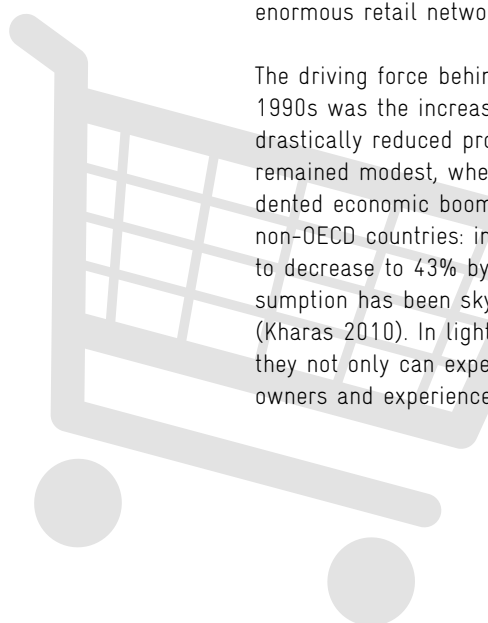 enormous retail netwo
The driving force behin
1990s was the increas
drastically reduced pro
remained modest, whe
dented economic boom
non-OECD countries: in
to decrease to 43% by
sumption has been sky
(Kharas 2010). In light
they not only can expe
owners and experience